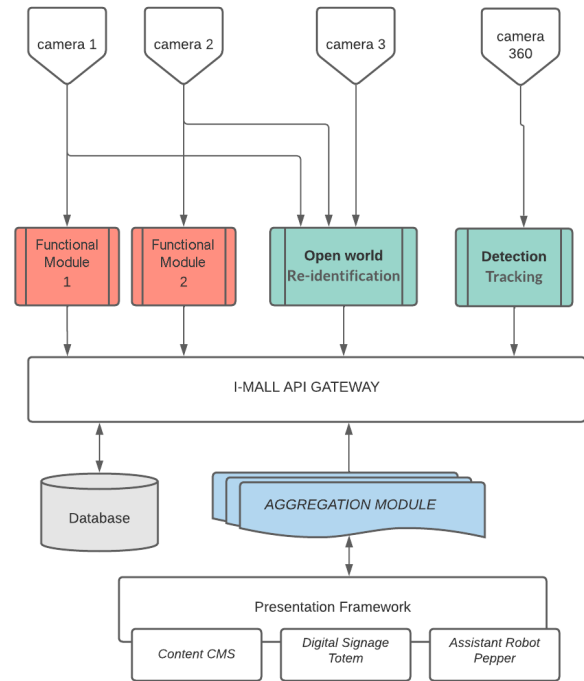 camera 1
camera 2
camera 3
camera
360
Functional
Module
1
Functional
Module
2
Open world
Re-identification
Detection
Tracking
I-MALL API GATEWAY
Database
AGGREGATION MODULE
Presentation Framework
Content CMS
Digital Signage
Totem
Assistant Robot
Pepper